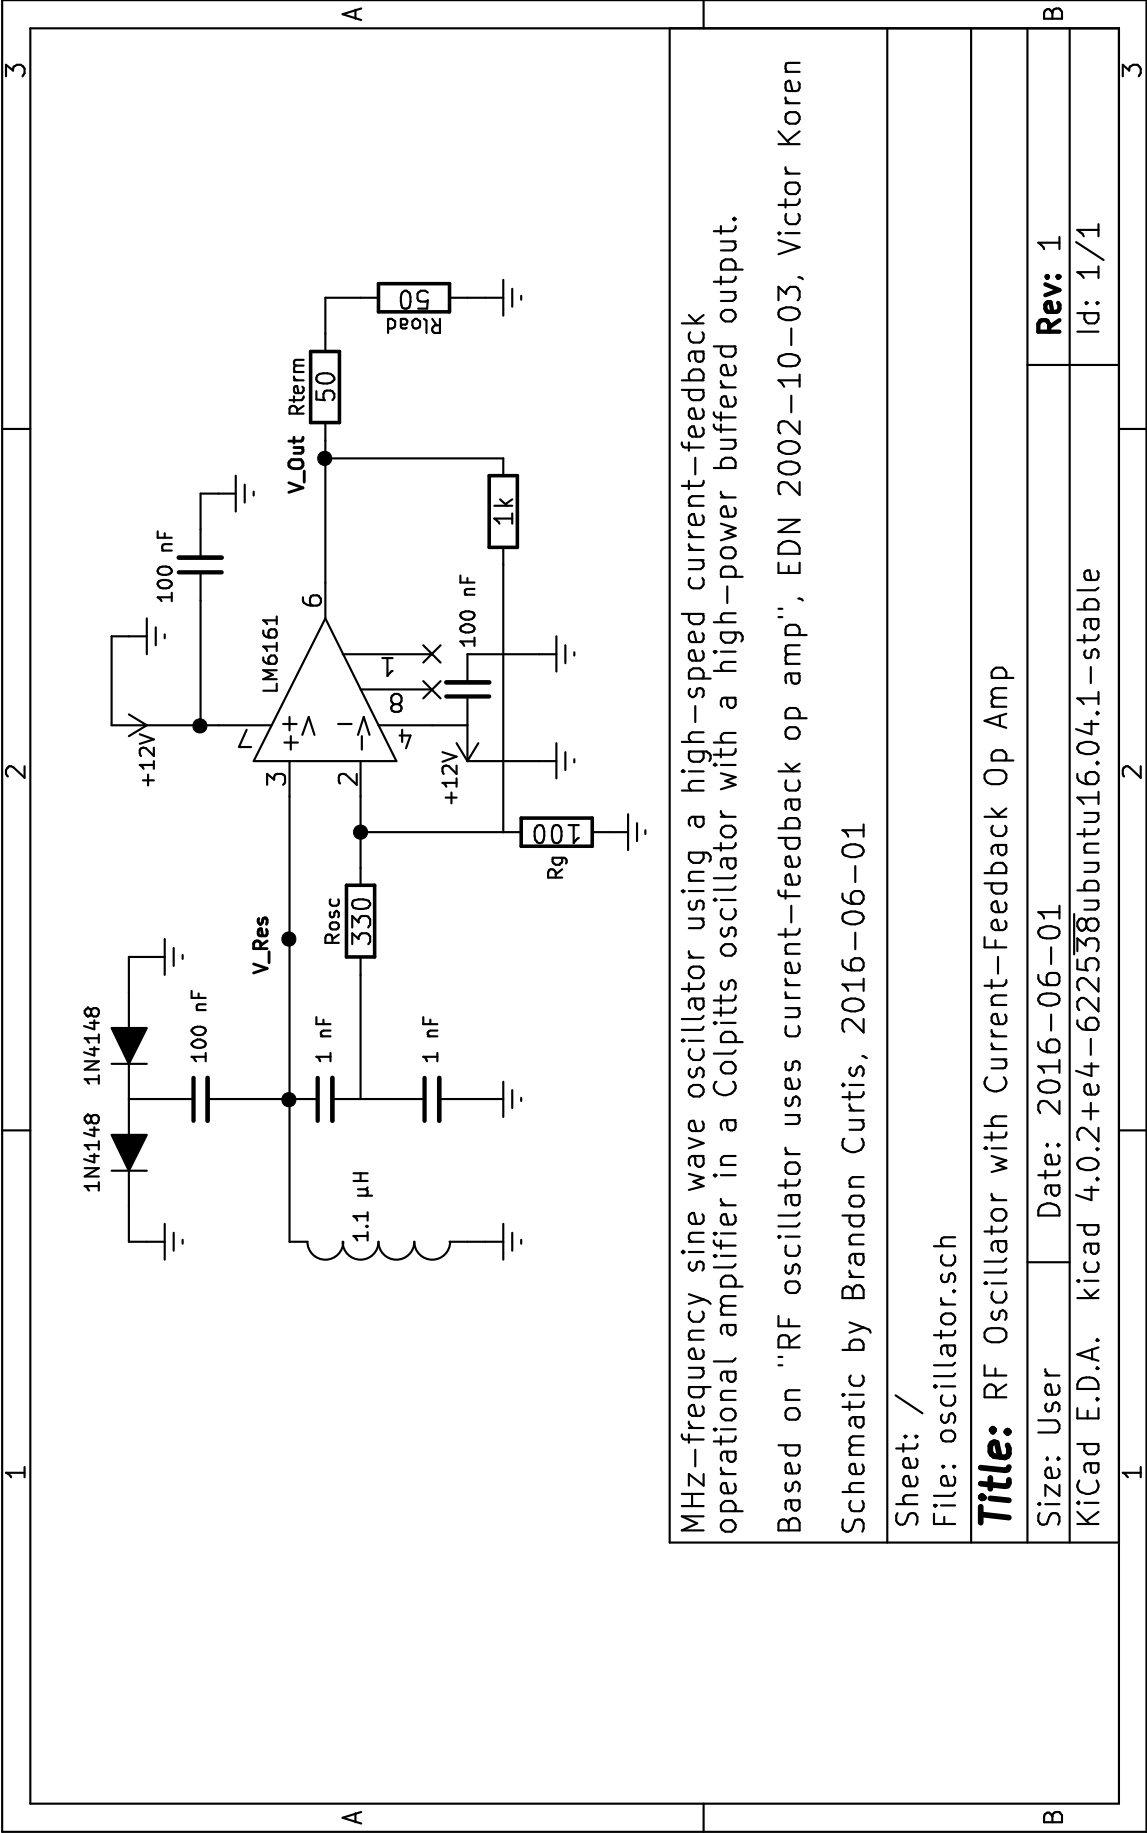 1
2
3
A
B
1N4148
1N4148
100 nF
1.1 µH
1 nF
1 nF
V_Res
Rosc
330
+12V
100 nF
LM6161
7
3
2
6
+
+
V
-
V
-
4
8
1
+12V
100 nF
V_Out
Rterm
50
Rload
50
1k
Rg
100
MHz-frequency sine wave oscillator using a high-speed current-feedback
operational amplifier in a Colpitts oscillator with a high-power buffered output.
Based on "RF oscillator uses current-feedback op amp", EDN 2002-10-03, Victor Koren
Schematic by Brandon Curtis, 2016-06-01
Sheet: /
File: oscillator.sch
Title: RF Oscillator with Current-Feedback Op Amp
Size: User Date: 2016-06-01 Rev: 1
KiCad E.D.A. kicad 4.0.2+e4-622538ubuntu16.04.1-stable Id: 1/1
1
2
3
A
B